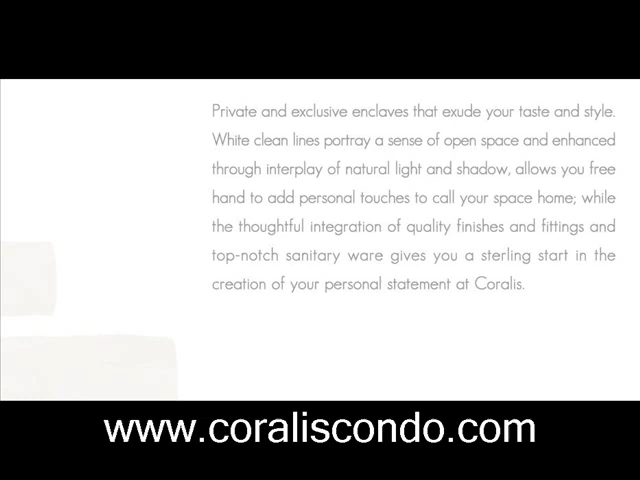 Private and exclusive enclaves that exude your taste and style.
White clean lines portray a sense of open space and enhanced
through interplay of natural light and shadow, allows you free
hand to add personal touches to call your space home; while
the thoughtful integration of quality finishes and fittings and
top-notch sanitary ware gives you a sterling start in the
creation of your personal statement at Coralis.
www.coraliscondo.com